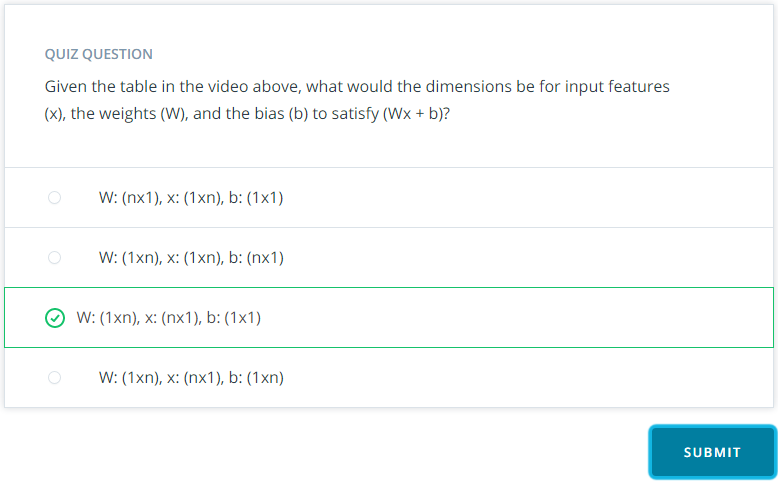 QUIZ QUESTION
Given the table in the video above, what would the dimensions be for input features
(x), the weights (W), and the bias (b) to satisfy (Wx + b)?
W: (nx1), x: (1xn), b: (1x1)
W: (1xn), x: (1xn), b: (nx1)
W: (1xn), x: (nx1), b: (1x1)
W: (1xn), x: (nx1), b: (1xn)
SUBMIT